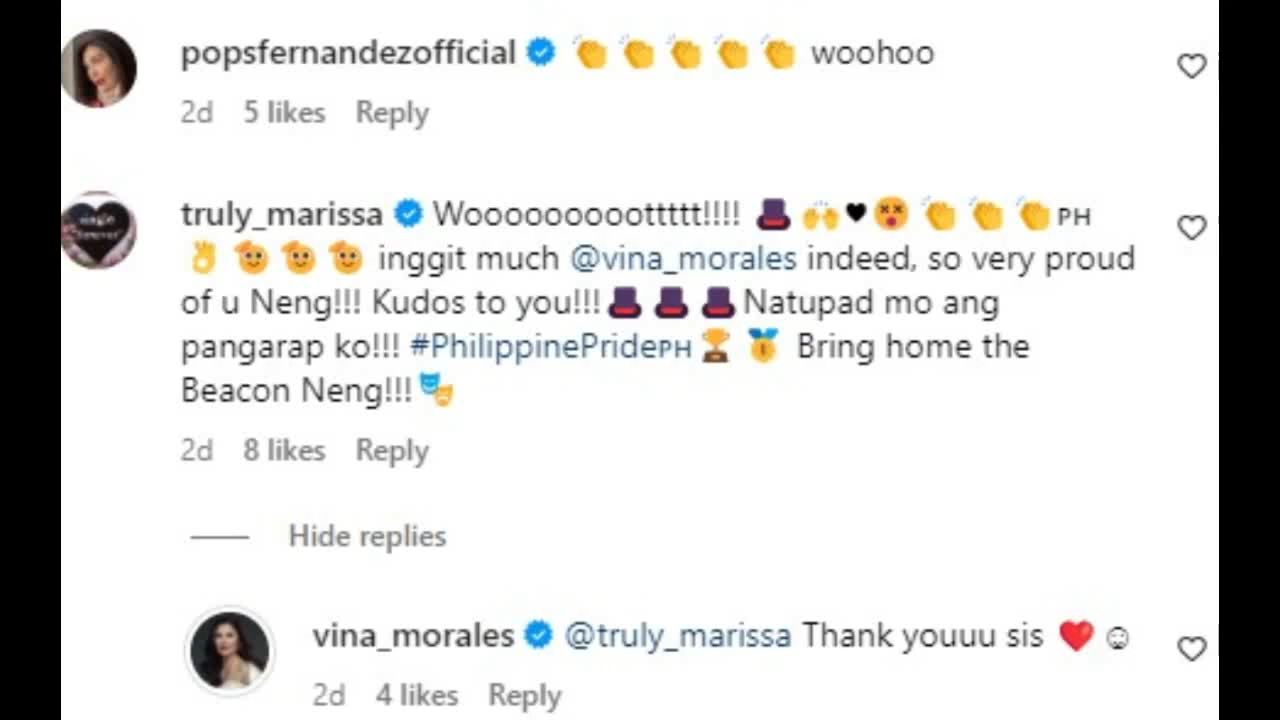 popsfernandezofficial 👏 👏 👏 👏 👏 woohoo
2d 5 likes Reply
truly_marissa Wooooooooottttt!!!! 🎩 🙌 🖤 😵 👏 👏 👏 PH
👌 🫡 🫡 🫡 inggit much @vina_morales indeed, so very proud
of u Neng!!! Kudos to you!!! 🎩 🎩 🎩 Natupad mo ang
pangarap ko!!! #PhilippinePridePH 🏆 🥇 Bring home the
Beacon Neng!!! 🎭
2d 8 likes Reply
Hide replies
vina_morales @truly_marissa Thank youuu sis ❤️ ☺
2d 4 likes Reply